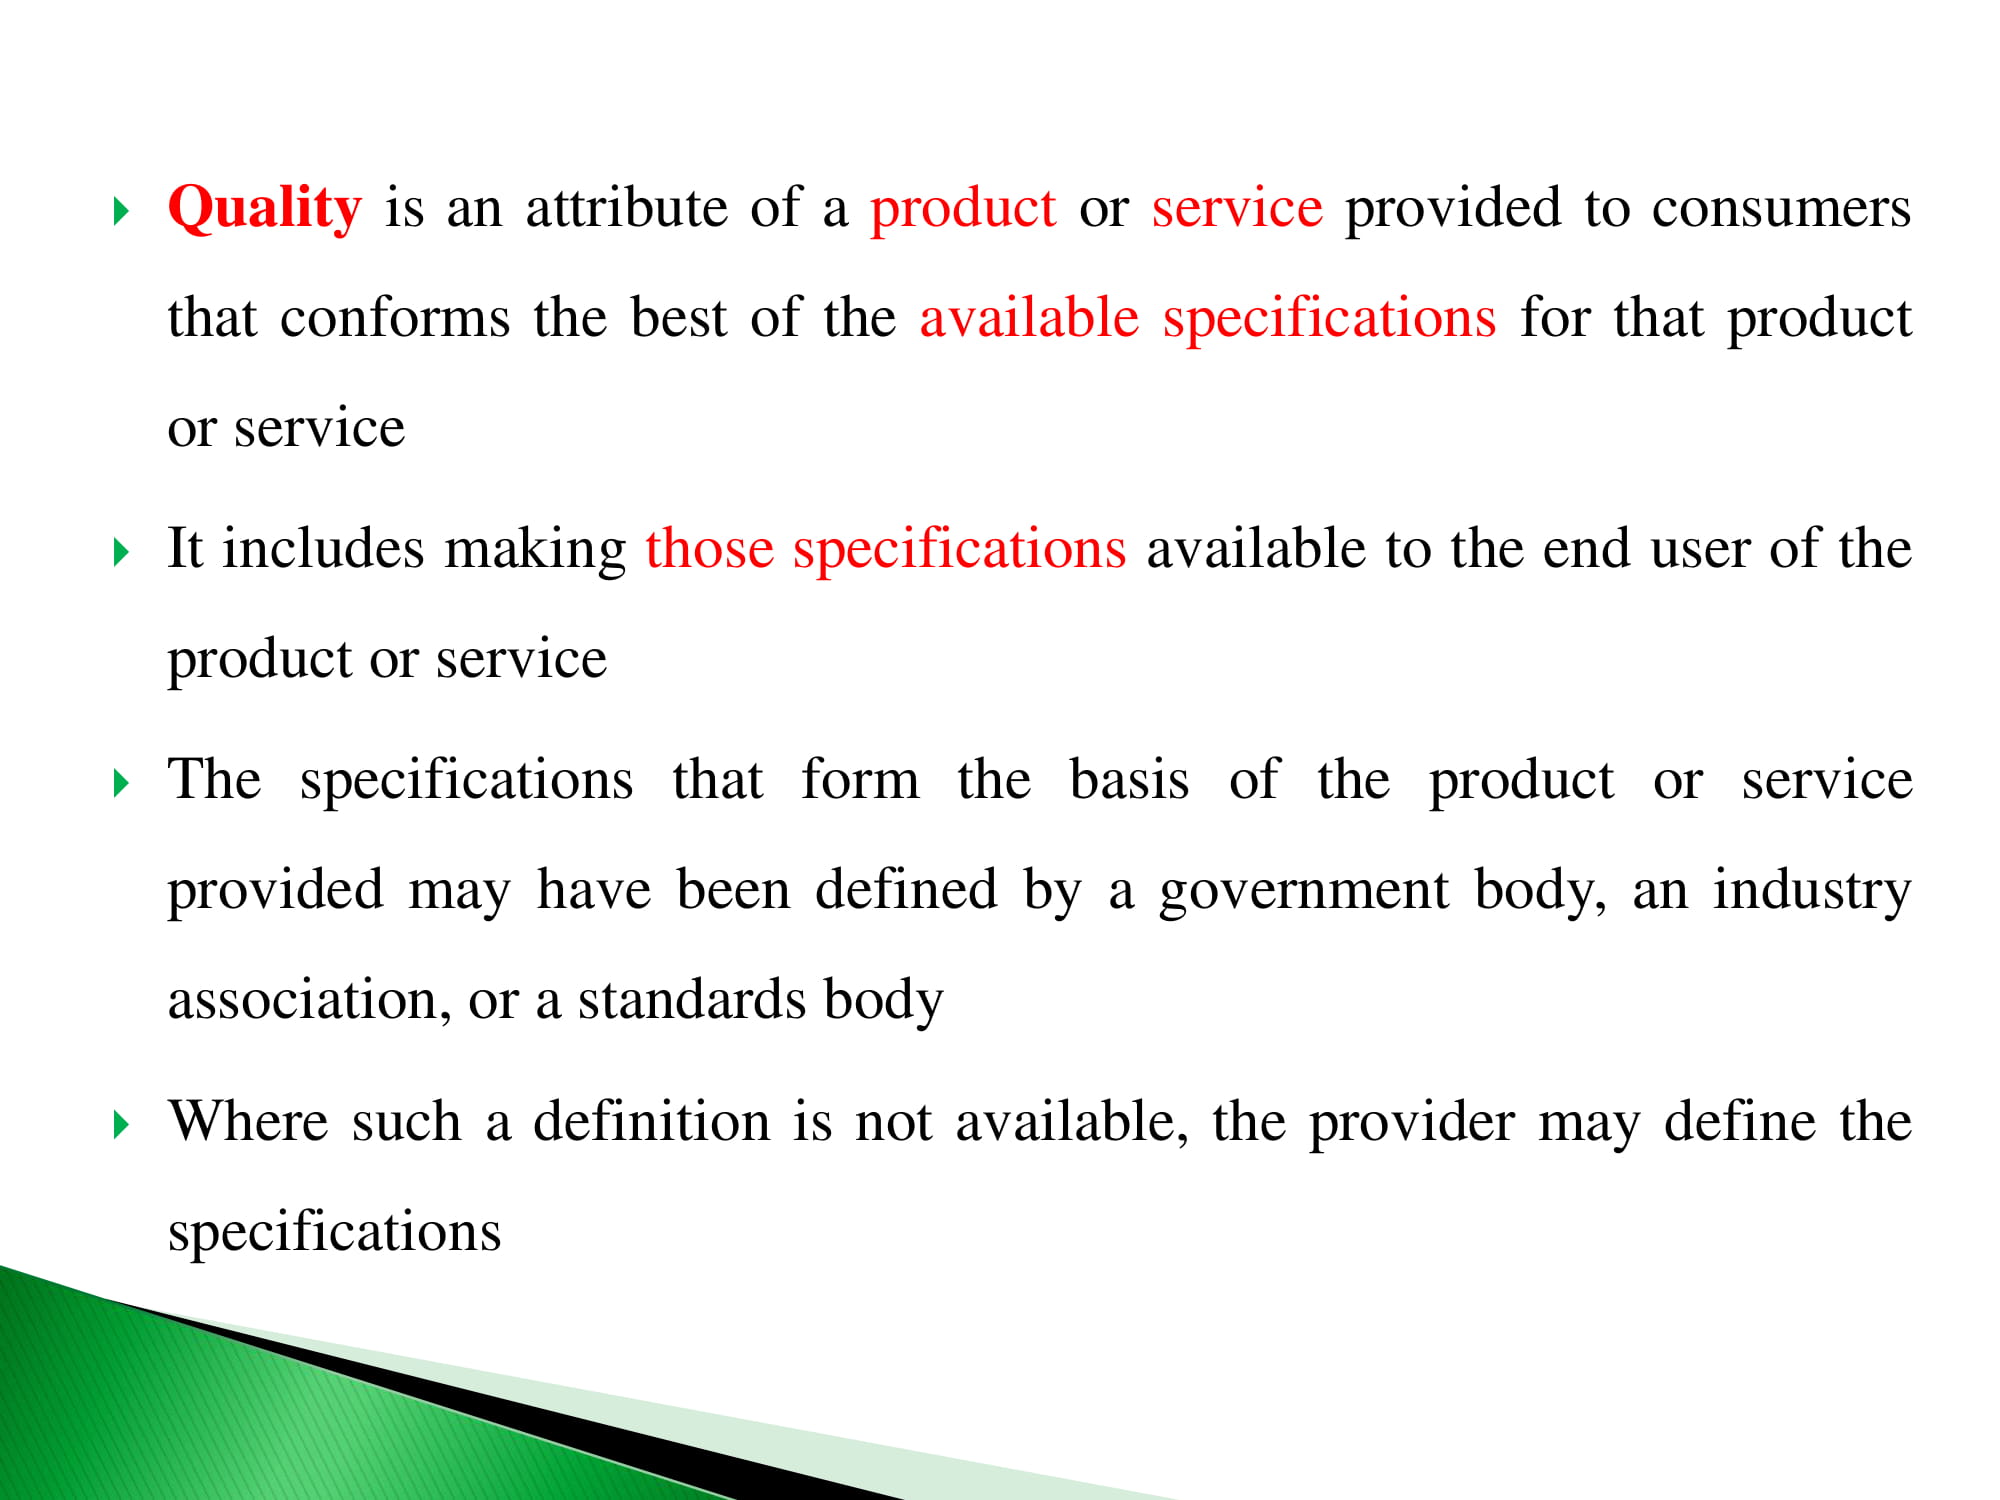 Quality is an attribute of a product or service provided to consumers
that conforms the best of the available specifications for that product
or service
It includes making those specifications available to the end user of the
product or service
The specifications that form the basis of the product or service
provided may have been defined by a government body, an industry
association, or a standards body
Where such a definition is not available, the provider may define the
specifications